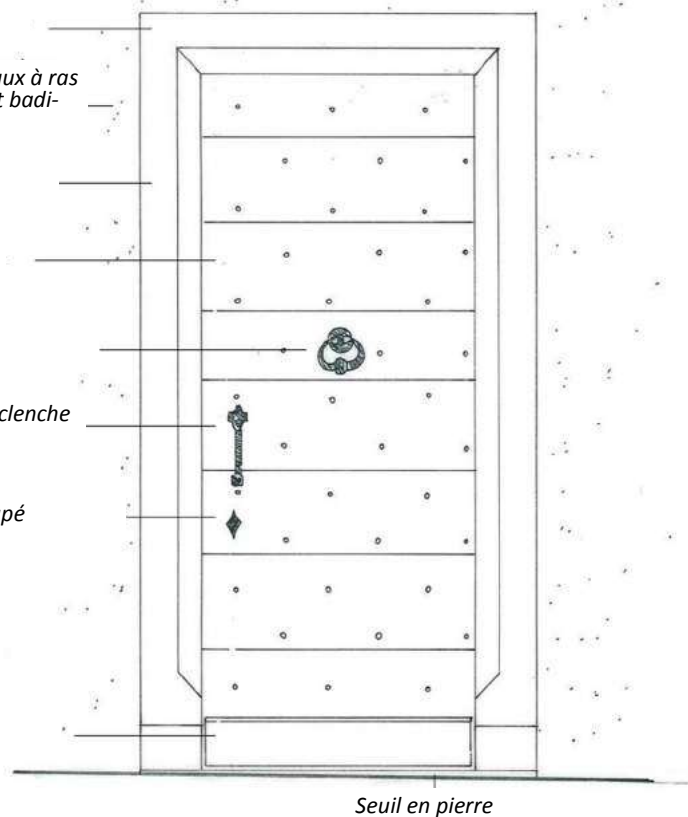 aux à ras
t badi-
clenche
pé
Seuil en pierre